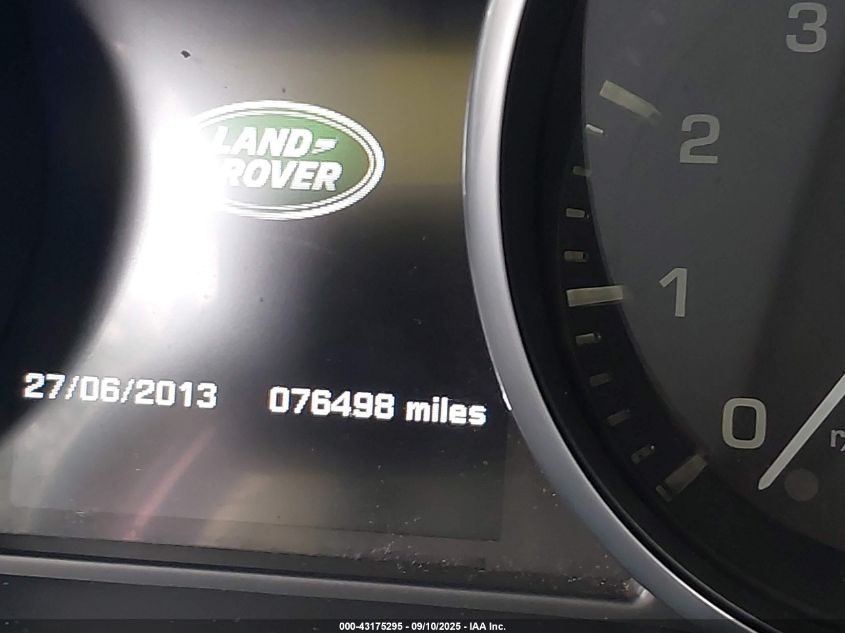 LAND
ROVER
3
2
1
0
27/06/2013 076498 miles
000-43175295 - 09/10/2025 - IAA Inc.